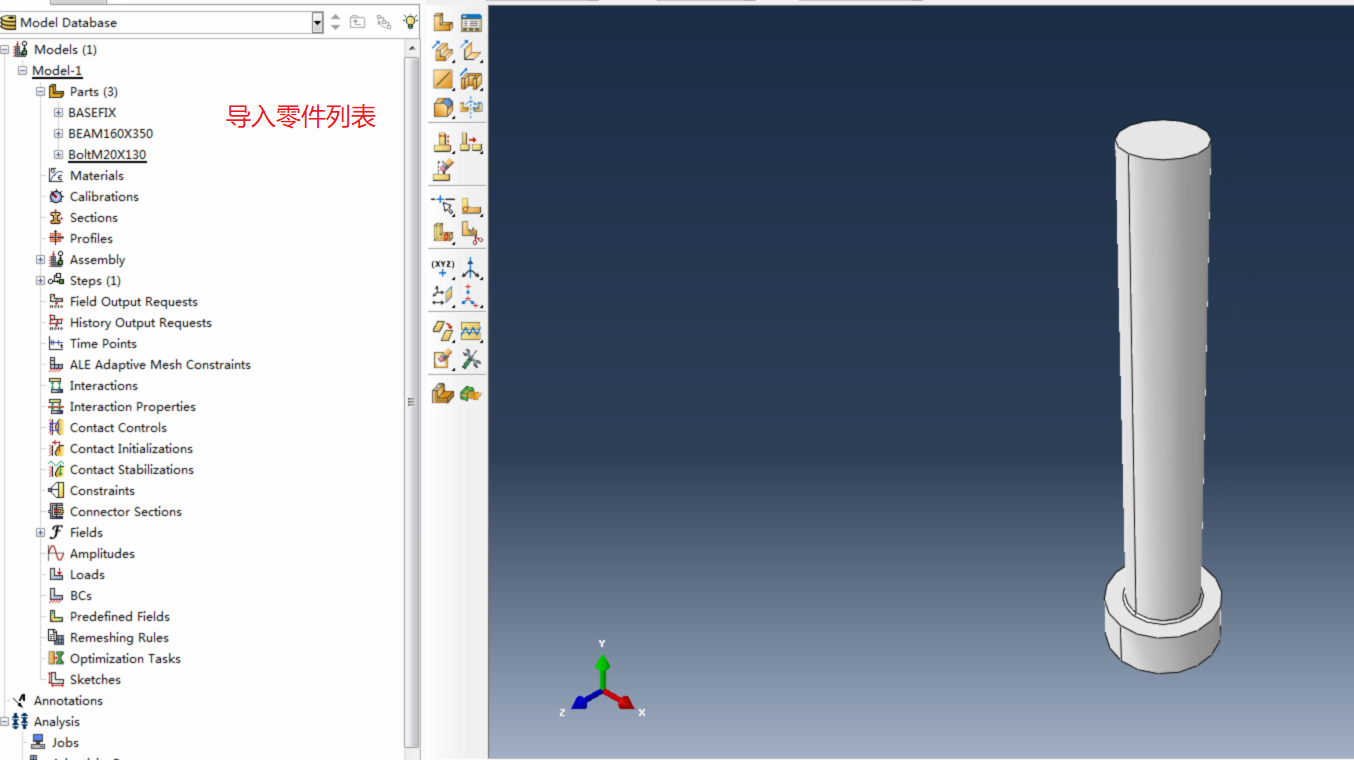 Model Database
Models (1)
Model-1
Parts (3)
导入零件列表
BASEFIX
BEAM160X350
BoltM20X130
Materials
Calibrations
Sections
Profiles
Assembly
Steps (1)
Field Output Requests
History Output Requests
Time Points
ALE Adaptive Mesh Constraints
Interactions
Interaction Properties
Contact Controls
Contact Initializations
Contact Stabilizations
Constraints
Connector Sections
Fields
Amplitudes
Loads
BCs
Predefined Fields
Remeshing Rules
Optimization Tasks
Sketches
Annotations
Analysis
Jobs
(XYZ)
Y
Z
X